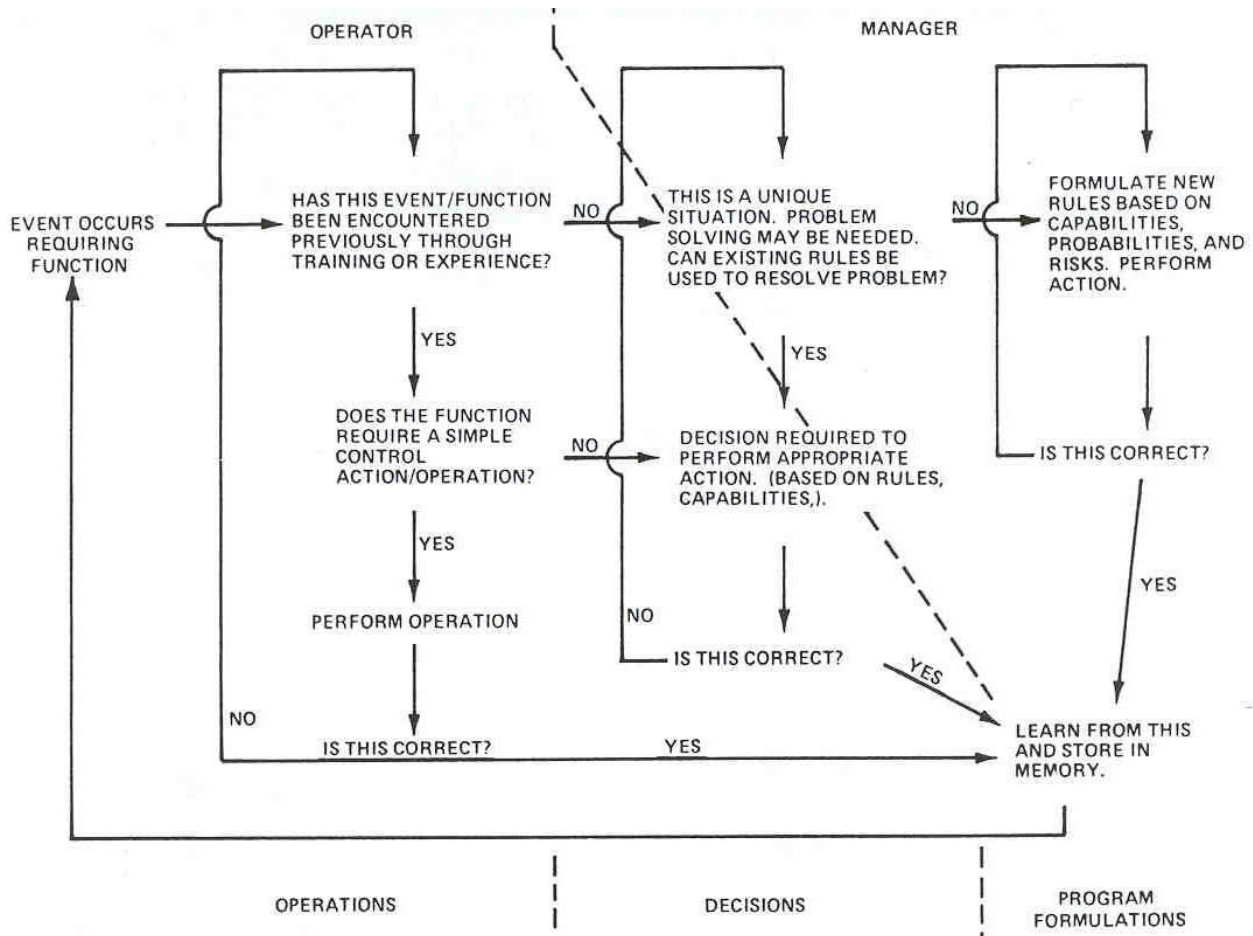 OPERATOR
MANAGER
EVENT OCCURS
REQUIRING
FUNCTION
HAS THIS EVENT/FUNCTION
BEEN ENCOUNTERED
PREVIOUSLY THROUGH
TRAINING OR EXPERIENCE?
NO
THIS IS A UNIQUE
SITUATION. PROBLEM
SOLVING MAY BE NEEDED.
CAN EXISTING RULES BE
USED TO RESOLVE PROBLEM?
NO
FORMULATE NEW
RULES BASED ON
CAPABILITIES,
PROBABILITIES, AND
RISKS. PERFORM
ACTION.
YES
YES
DOES THE FUNCTION
REQUIRE A SIMPLE
CONTROL
ACTION/OPERATION?
NO
DECISION REQUIRED TO
PERFORM APPROPRIATE
ACTION. (BASED ON RULES,
CAPABILITIES,).
IS THIS CORRECT?
YES
YES
PERFORM OPERATION
NO
IS THIS CORRECT?
YES
NO
IS THIS CORRECT?
YES
LEARN FROM THIS
AND STORE IN
MEMORY.
OPERATIONS
DECISIONS
PROGRAM
FORMULATIONS